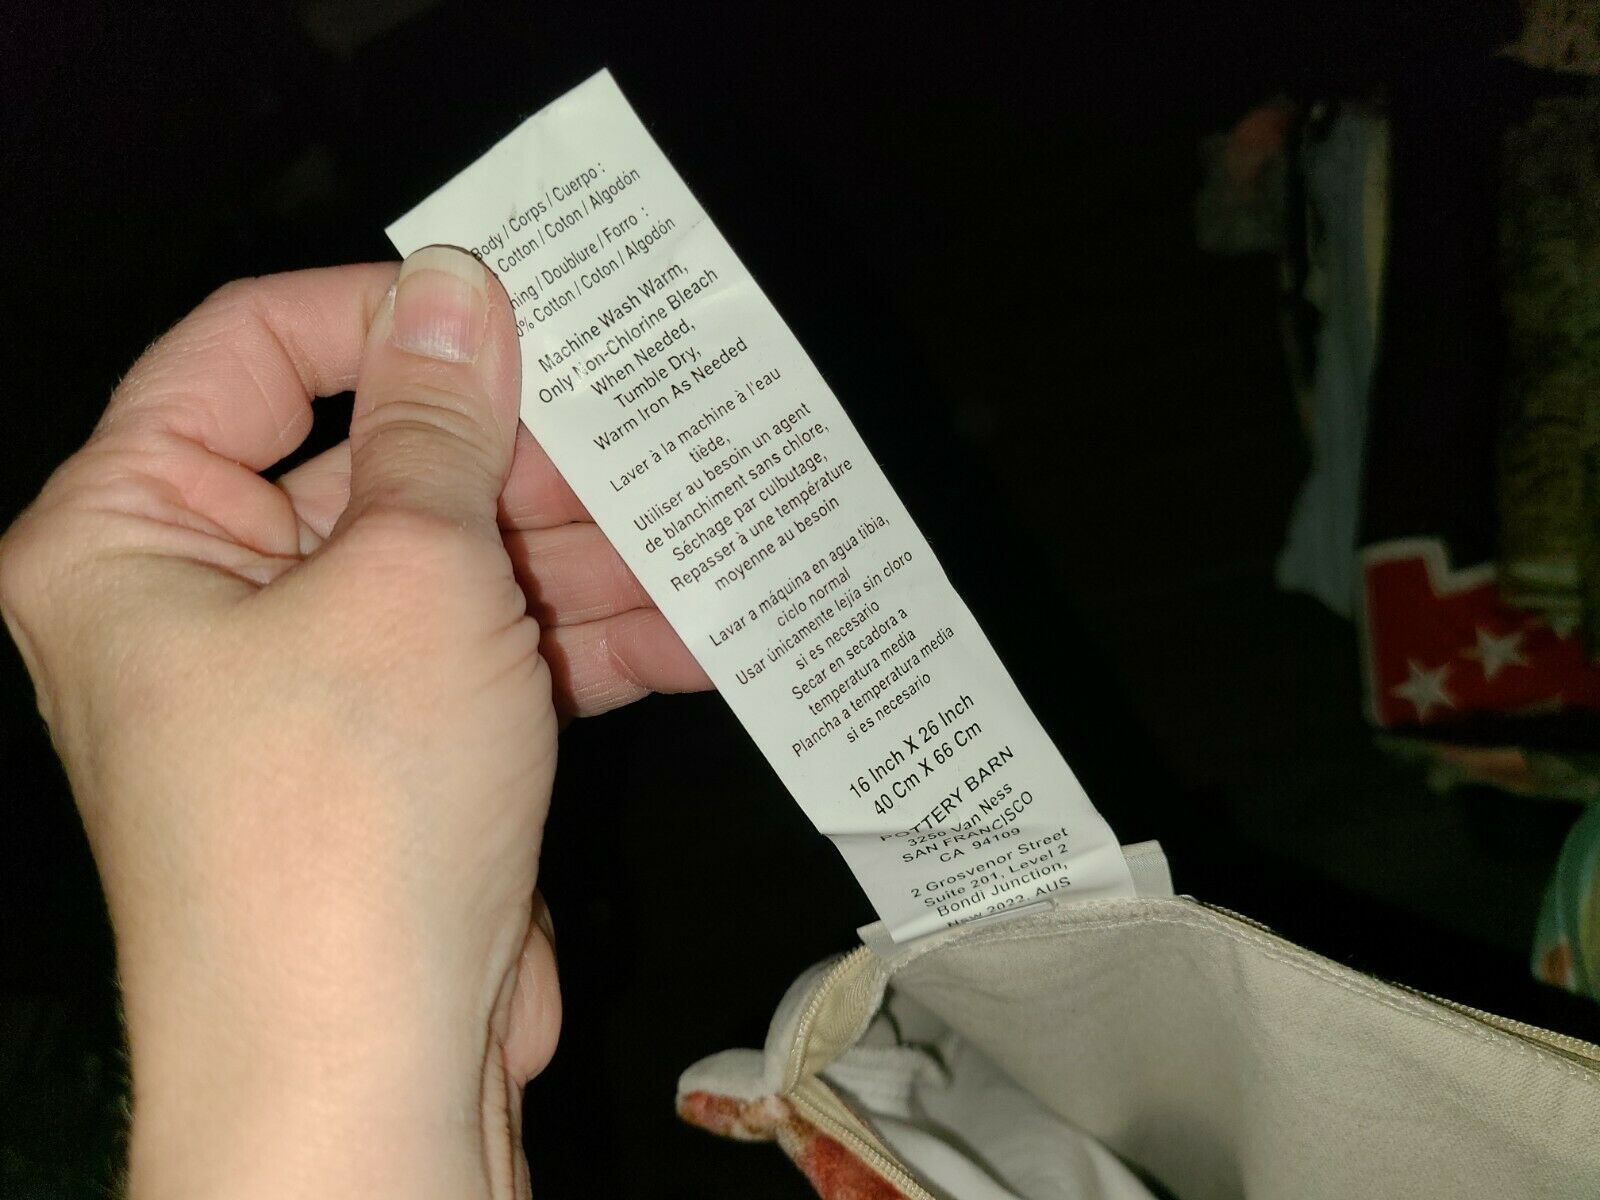 Body / Corps / Cuerpo :
Cotton / Coton / Algodón
/ Doublure / Forro :
Cotton / Coton / Algodón
Machine Wash Warm,
Only Non-Chlorine Bleach
When Needed,
Tumble Dry,
Warm Iron As Needed
Laver à la machine à l'eau
tiède,
Utiliser au besoin un agent
de blanchiment sans chlore,
Séchage par culbutage,
Repasser à une température
moyenne au besoin
Lavar a máquina en agua tibia,
ciclo normal
Usar únicamente lejía sin cloro
si es necesario
Secar en secadora a
temperatura media
Plancha a temperatura media
si es necesario
16 Inch X 26 Inch
40 Cm X 66 Cm
POTTERY BARN
3250 Van Ness
SAN FRANCISCO
CA 94109
2 Grosvenor Street
Suite 201, Level 2
Bondi Junction,
Nsw 2022, AUS